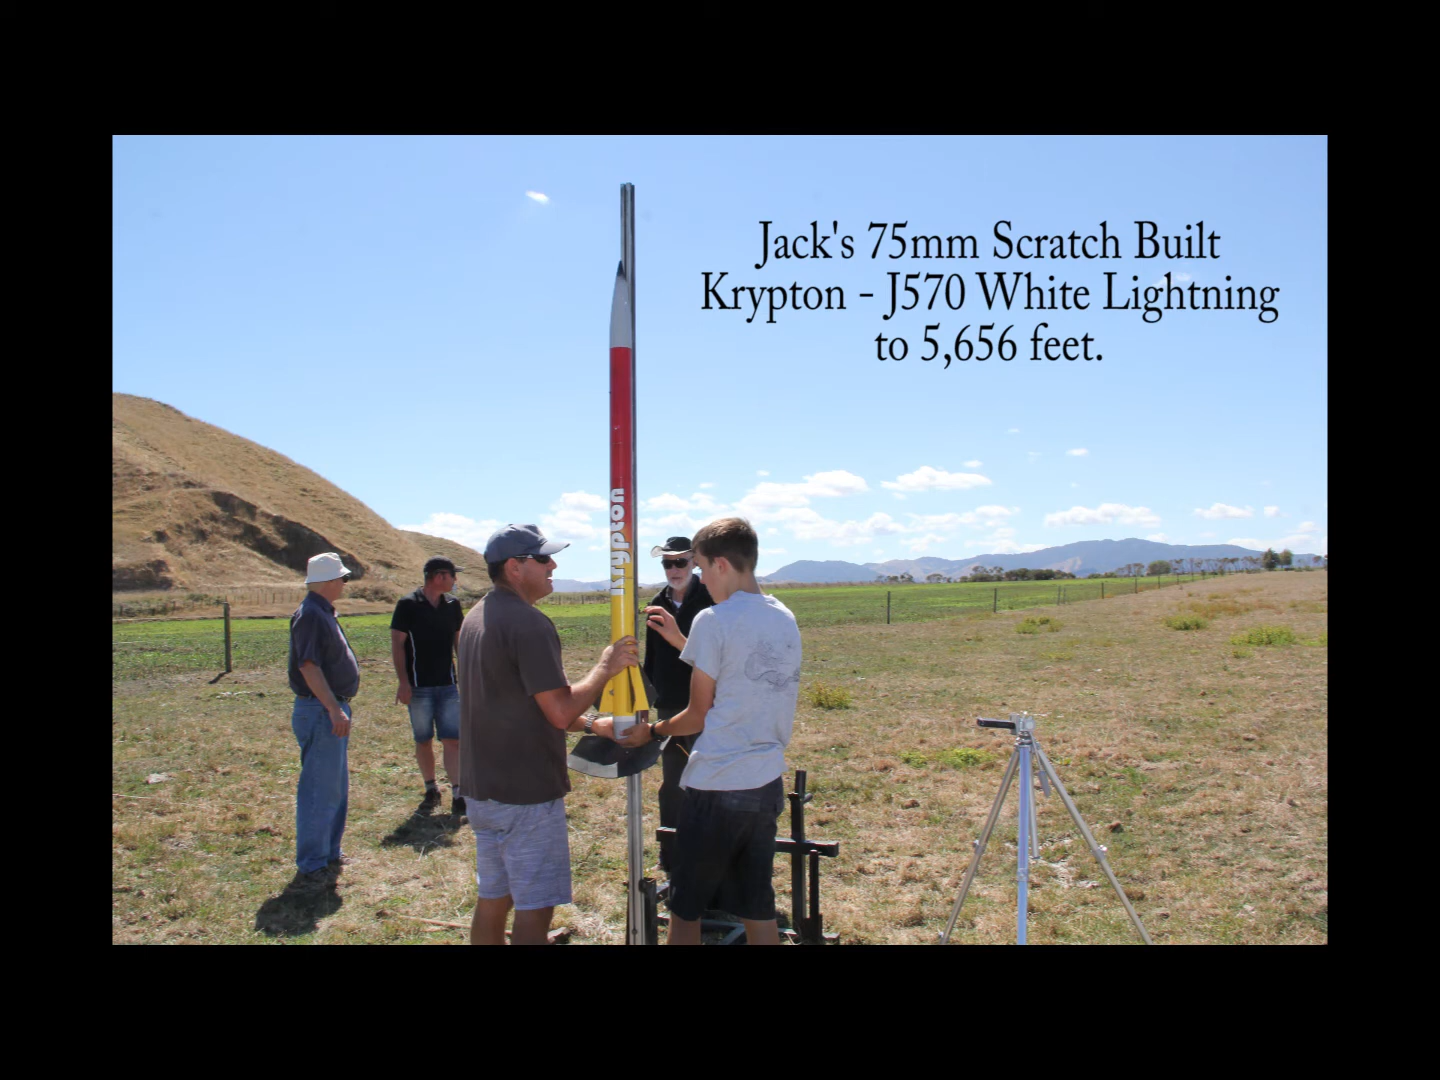 Jack's 75mm Scratch Built
Krypton - J570 White Lightning
to 5,656 feet.
Krypton